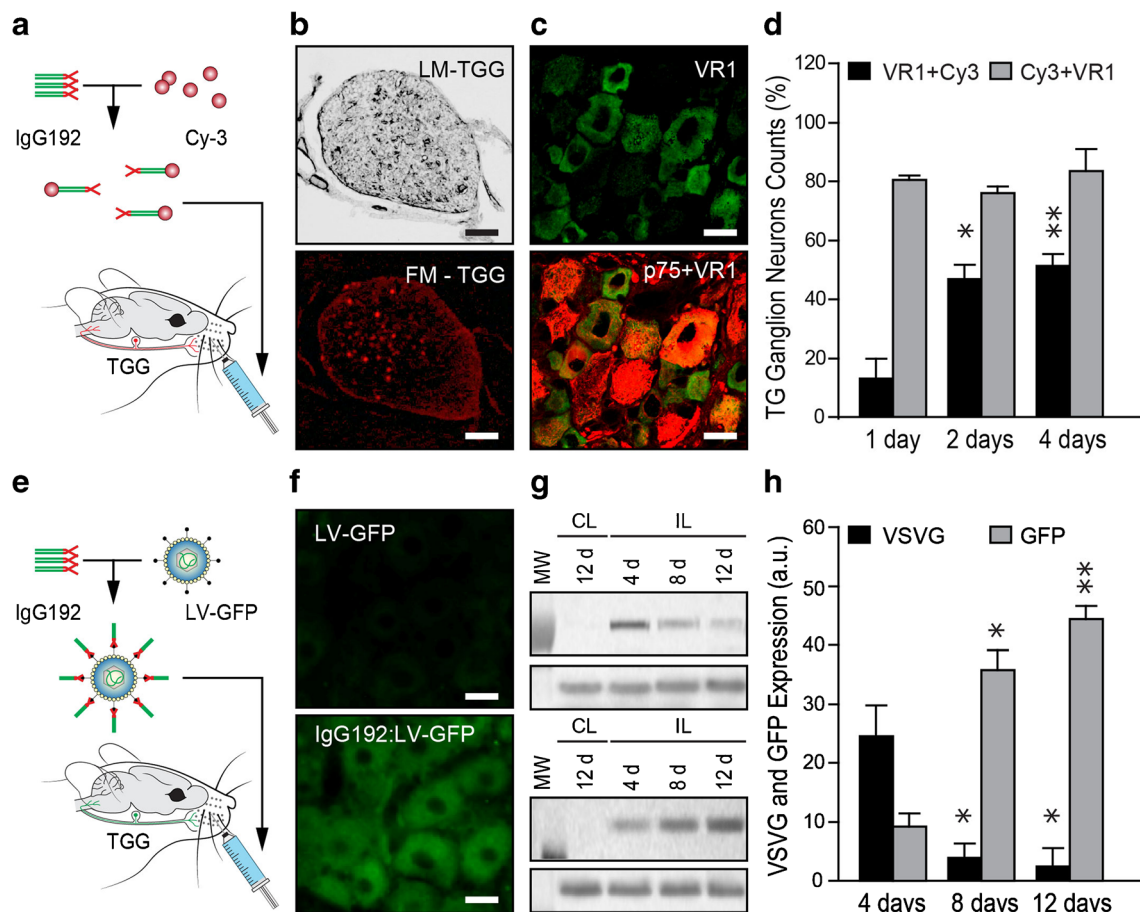 a
IgG192
Cy-3
TGG
b
LM-TGG
FM - TGG
c
VR1
p75+VR1
d
TG Ganglion Neurons Counts (%)
120
100
80
60
40
20
0
VR1+Cy3
Cy3+VR1
*
**
1 day
2 days
4 days
e
IgG192
LV-GFP
TGG
f
LV-GFP
IgG192:LV-GFP
g
CL IL
MW 12 d 4 d 8 d 12 d
CL IL
MW 12 d 4 d 8 d 12 d
h
VSVG and GFP Expression (a.u.)
60
50
40
30
20
10
0
VSVG
GFP
*
*
*
**
4 days
8 days
12 days